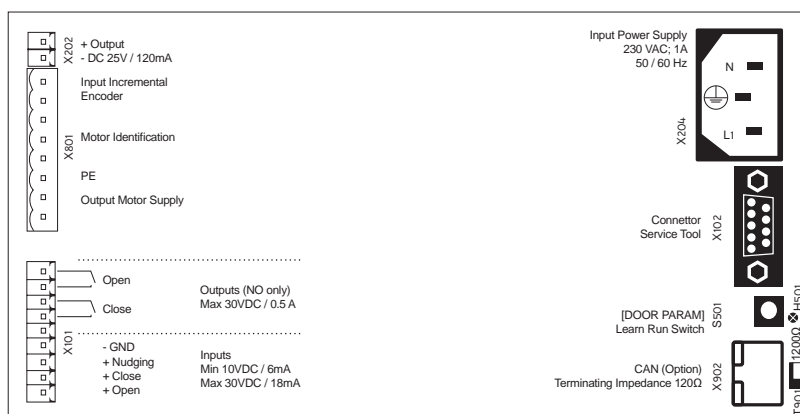 X202
+ Output
- DC 25V / 120mA
X801
Input Incremental
Encoder
Motor Identification
PE
Output Motor Supply
X101
Open
Close
Outputs (NO only)
Max 30VDC / 0.5 A
- GND
+ Nudging
+ Close
+ Open
Inputs
Min 10VDC / 6mA
Max 30VDC / 18mA
Input Power Supply
230 VAC; 1A
50 / 60 Hz
X204
N
L1
Connettor
Service Tool
X102
[DOOR PARAM]
Learn Run Switch
S501
H501
CAN (Option)
Terminating Impedance 120Ω
X902
1200Ω